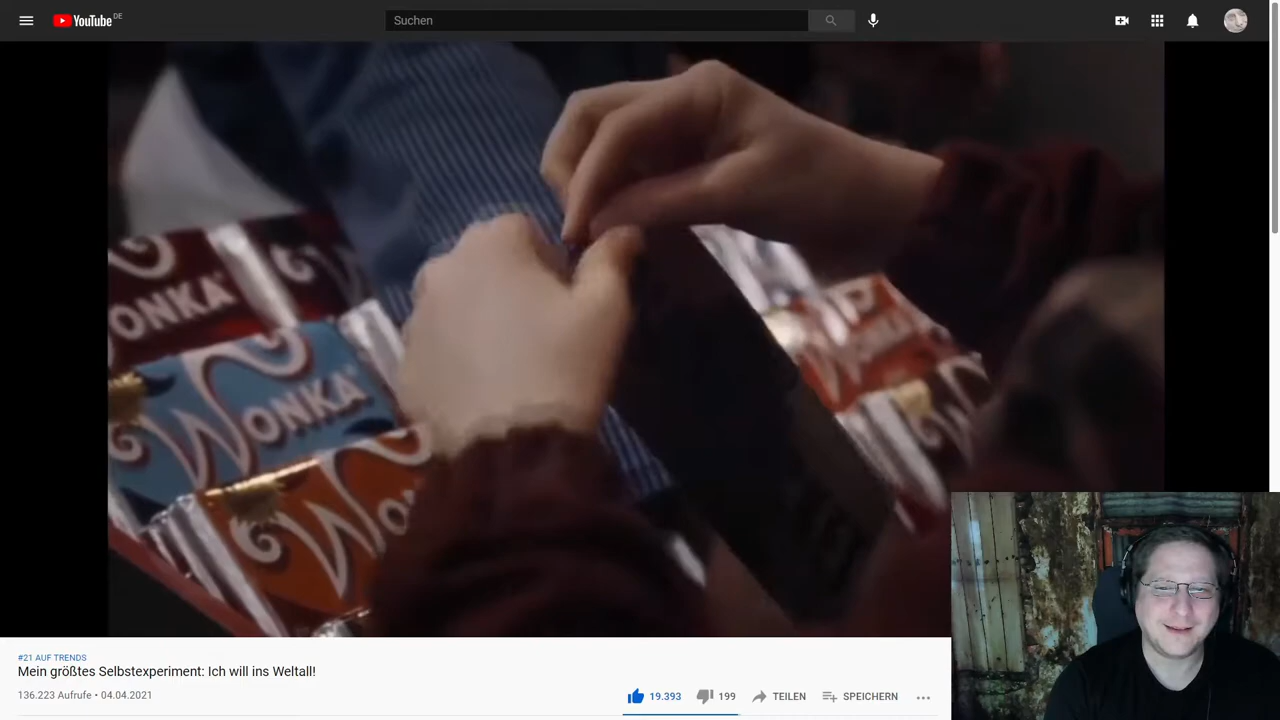 YouTube DE
Suchen
WONKA
WONKA
WONKA
#21 AUF TRENDS
Mein größtes Selbstexperiment: Ich will ins Weltall!
136.223 Aufrufe • 04.04.2021
19.393
199
TEILEN
SPEICHERN